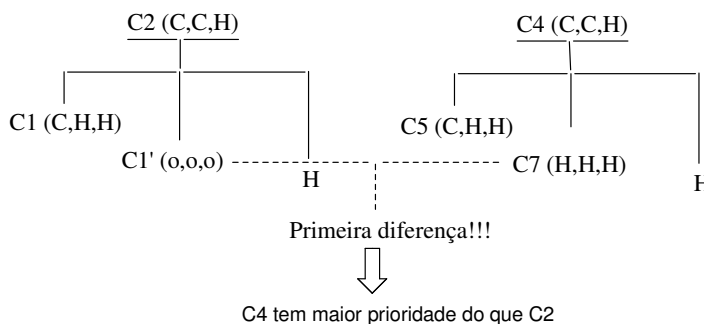 C2 (C,C,H)
C4 (C,C,H)
C1 (C,H,H)
C5 (C,H,H)
C1' (o,o,o)
H
C7 (H,H,H)
H
Primeira diferença!!!
C4 tem maior prioridade do que C2